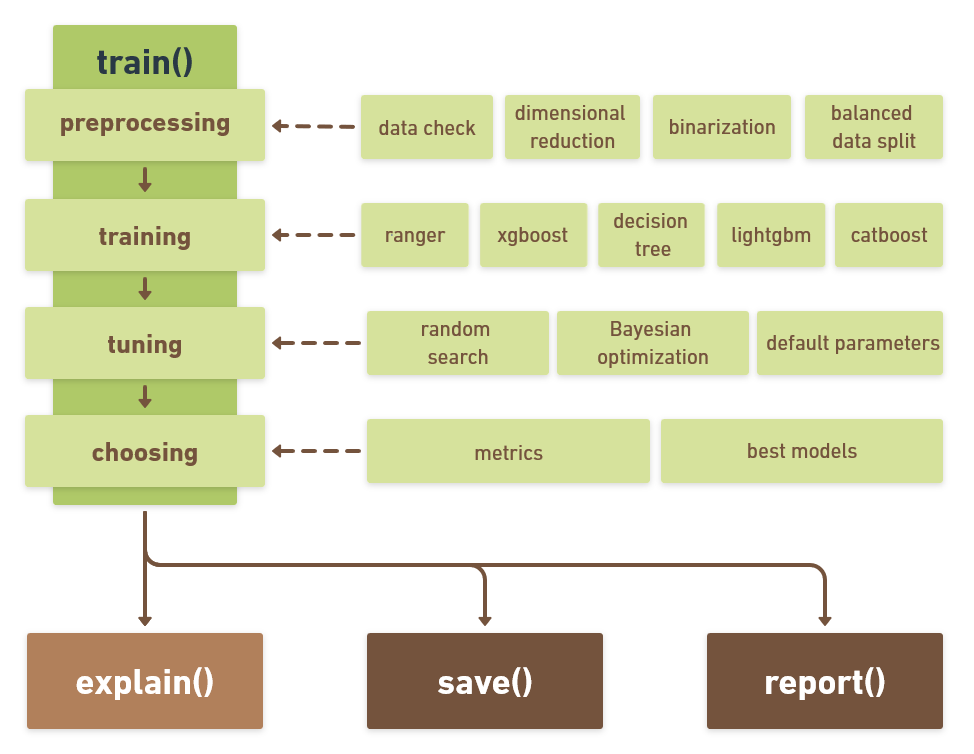 train()
preprocessing
data check
dimensional
reduction
binarization
balanced
data split
training
ranger
xgboost
decision
tree
lightgbm
catboost
tuning
random
search
Bayesian
optimization
default parameters
choosing
metrics
best models
explain()
save()
report()